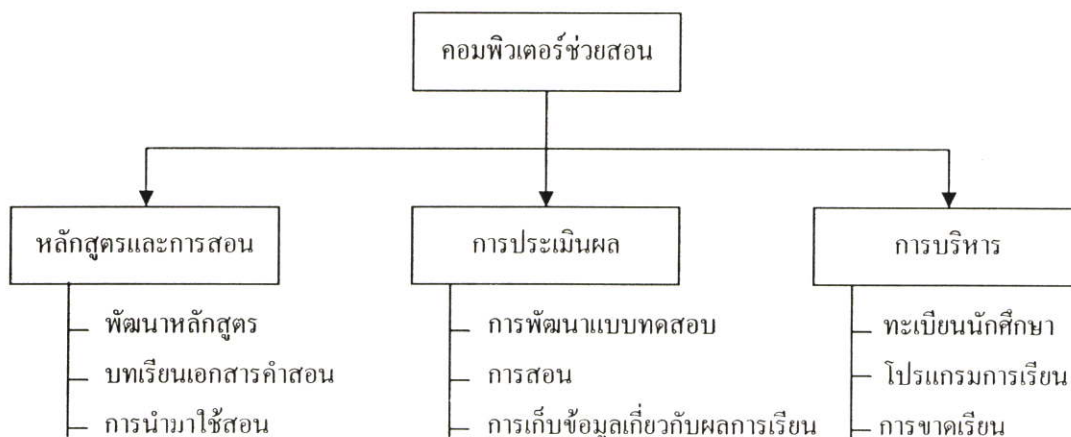 คอมพิวเตอร์ช่วยสอน
หลักสูตรและการสอน
พัฒนาหลักสูตร
บทเรียนเอกสารคำสอน
การนำมาใช้สอน
การประเมินผล
การพัฒนาแบบทดสอบ
การสอน
การเก็บข้อมูลเกี่ยวกับผลการเรียน
การบริหาร
ทะเบียนนักศึกษา
โปรแกรมการเรียน
การขาดเรียน